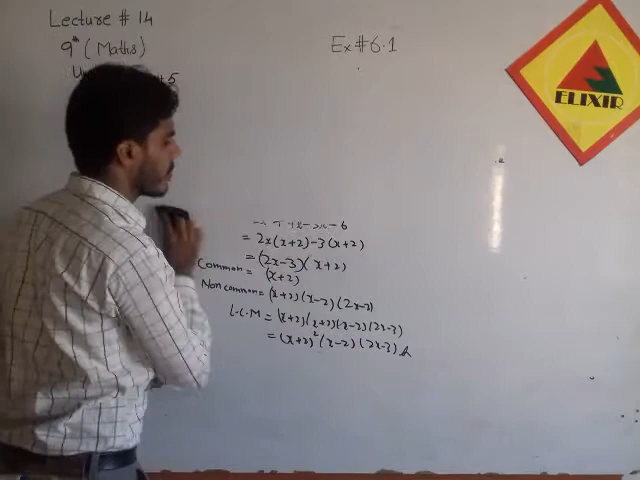 Lecture # 14
9th (Maths)
Ex # 6.1
ELIXIR
= 2x(x+2)-3(x+2)
= (2x-3)(x+2)
Common = (x+2)
Non common = (x+2)(x-2)(2x-3)
L.C.M = (x+2)(x+2)(x-2)(2x-3)
= (x+2)²(x-2)(2x-3)